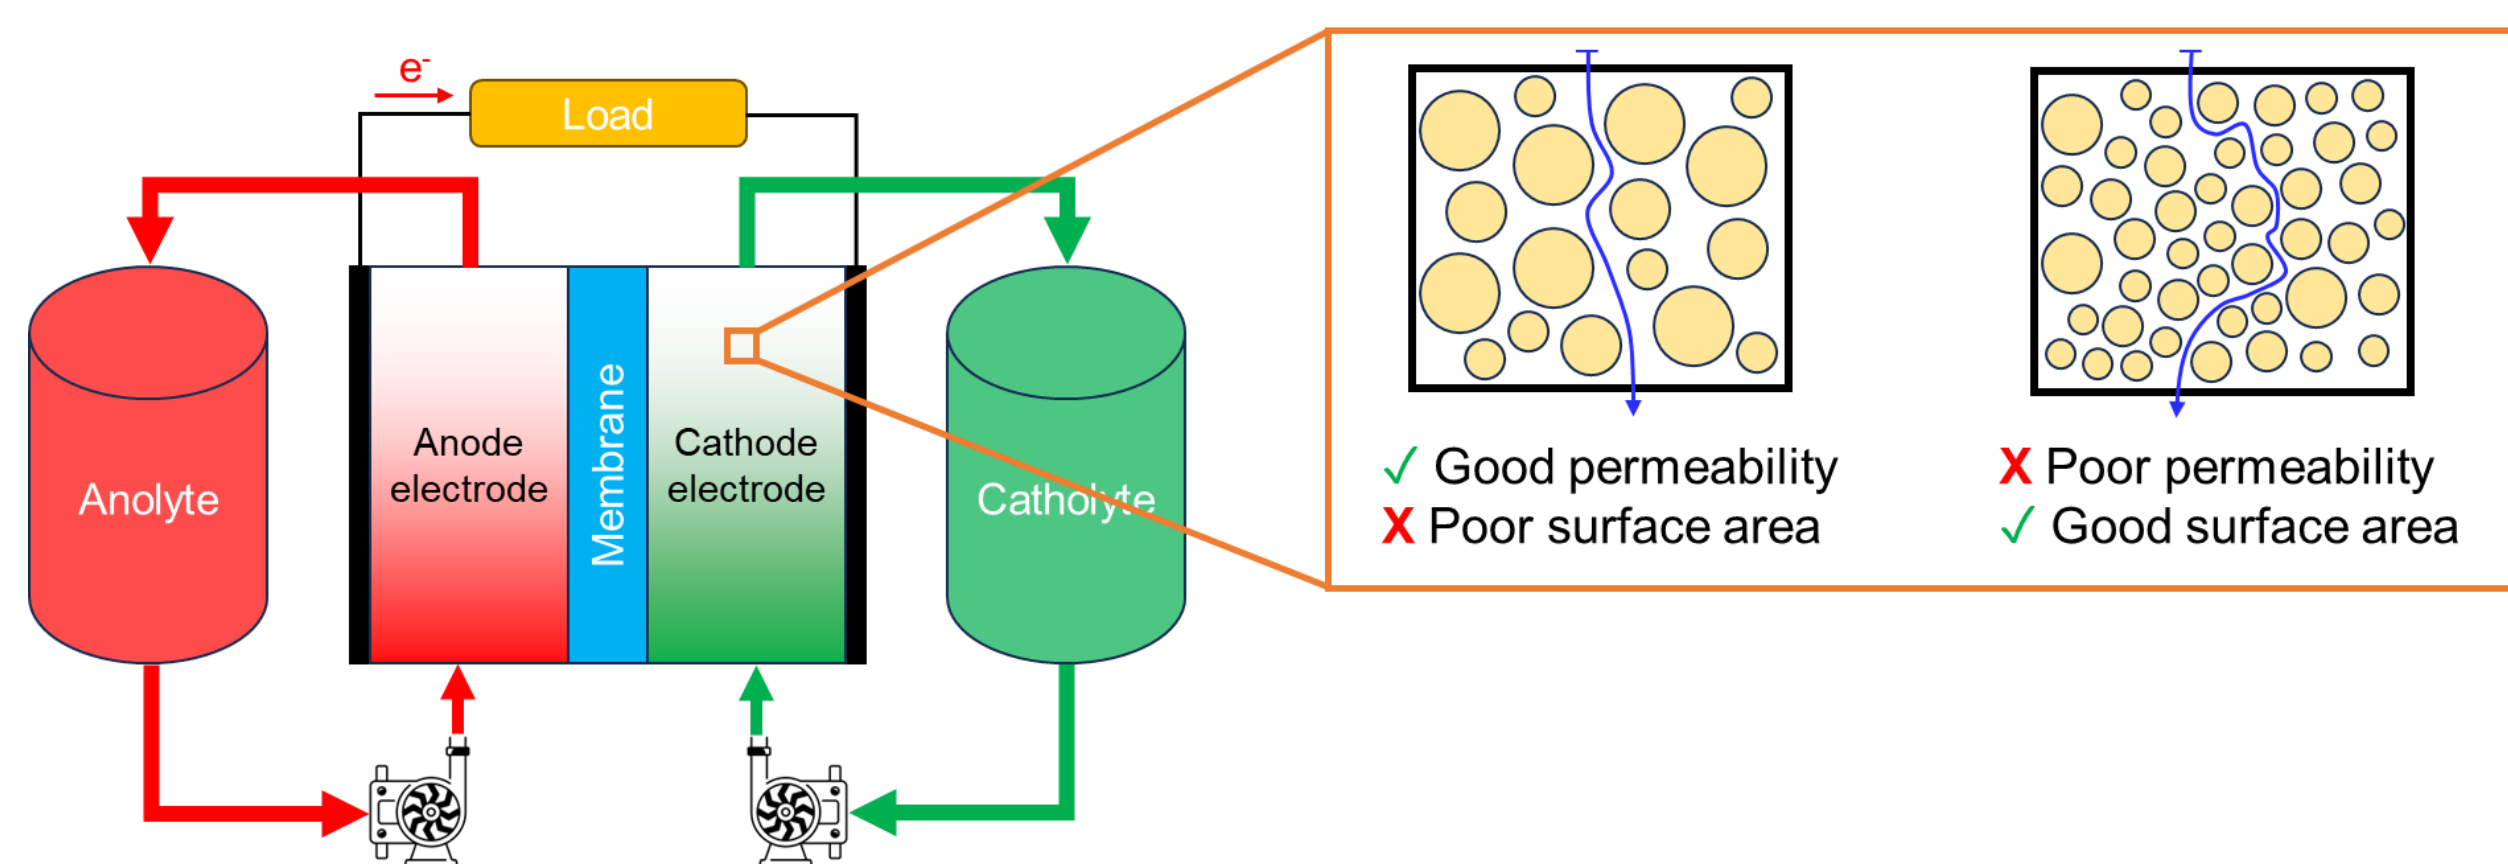 e-
Load
Anolyte
Anode
electrode
Membrane
Cathode
electrode
Catholyte
✓ Good permeability
X Poor surface area
X Poor permeability
✓ Good surface area